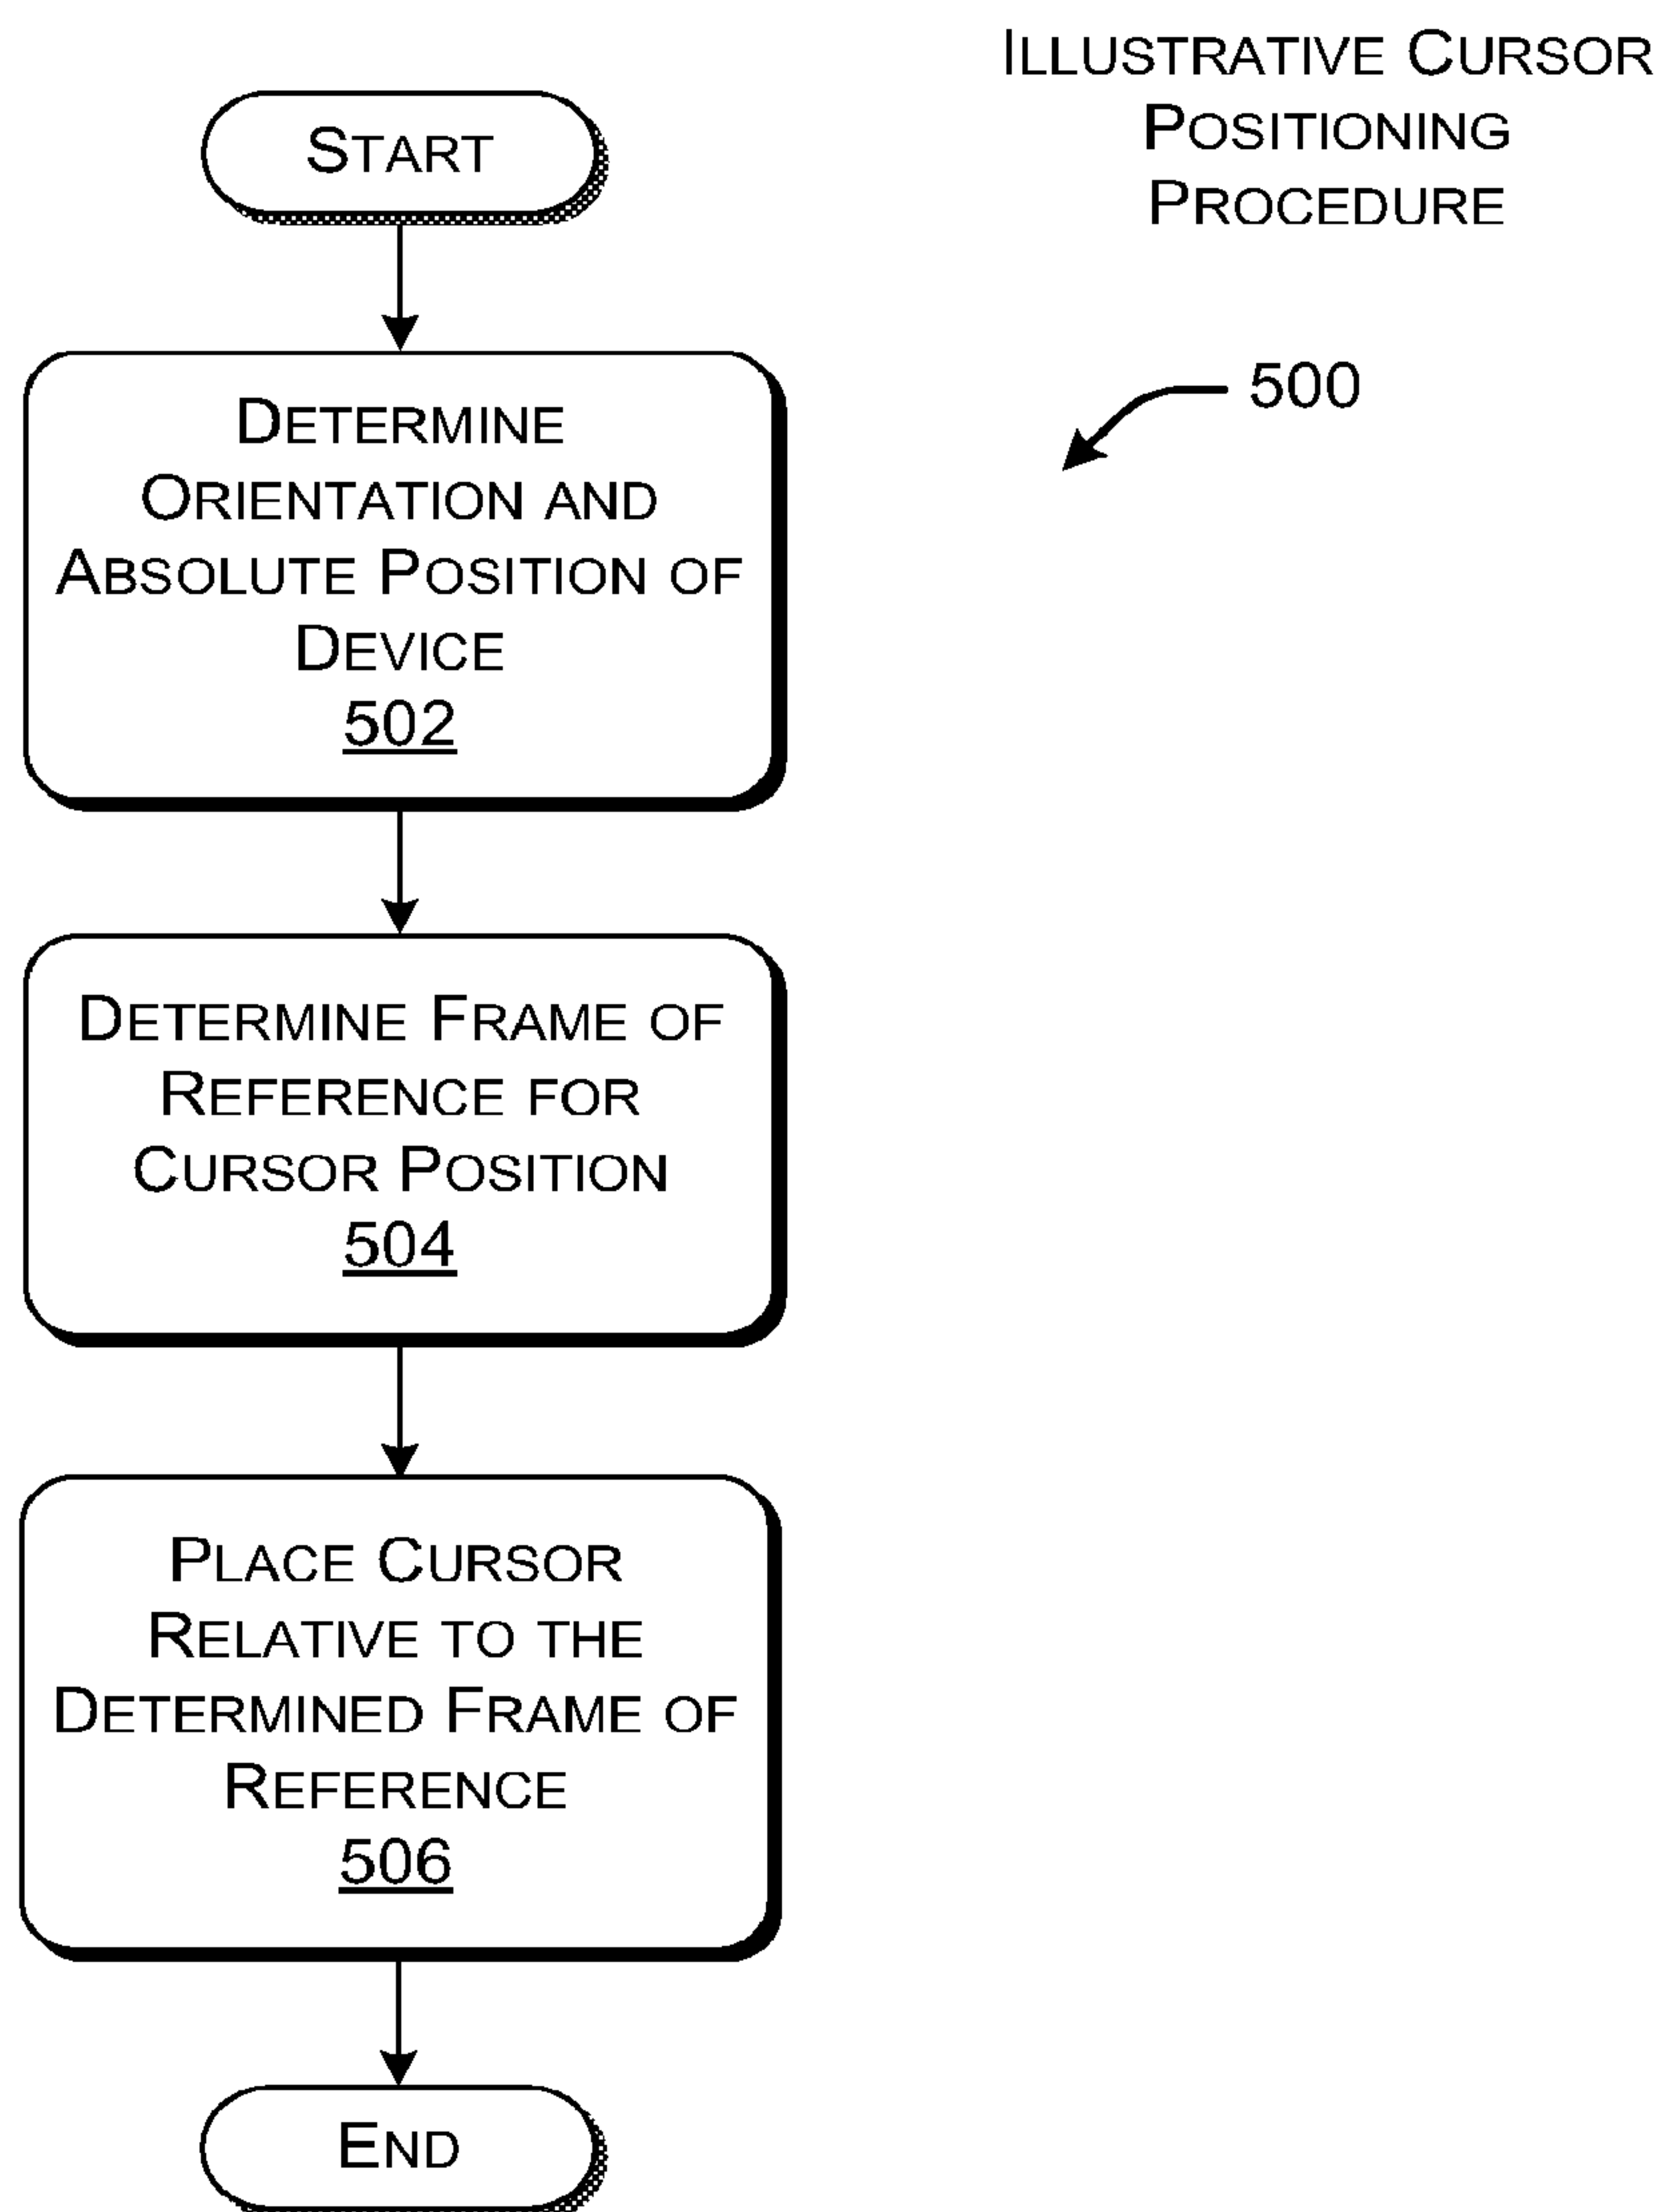 ILLUSTRATIVE CURSOR
POSITIONING
PROCEDURE
500
START
DETERMINE
ORIENTATION AND
ABSOLUTE POSITION OF
DEVICE
502
DETERMINE FRAME OF
REFERENCE FOR
CURSOR POSITION
504
PLACE CURSOR
RELATIVE TO THE
DETERMINED FRAME OF
REFERENCE
506
END